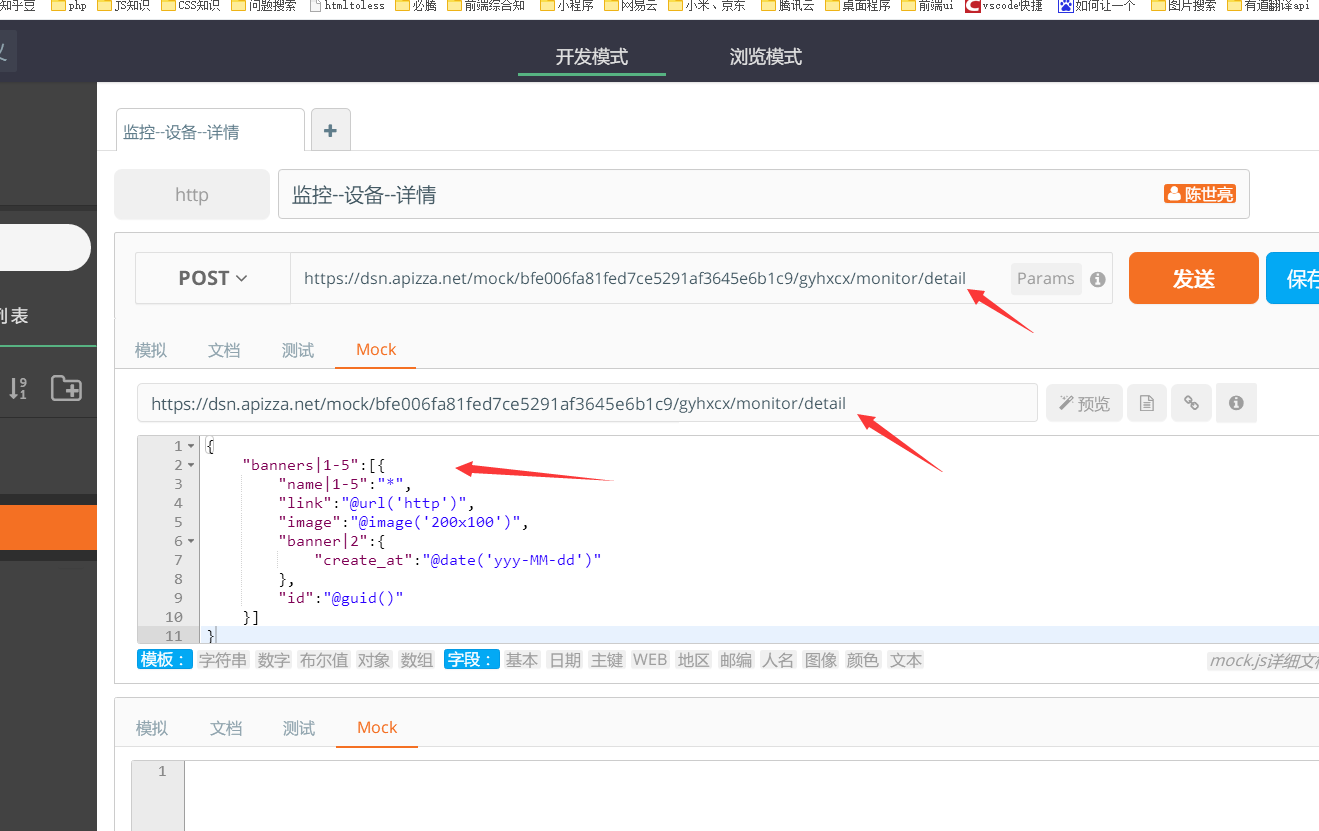 知乎豆 php JS知识 CSS知识 问题搜索 htmltoless 必腾 前端综合知 小程序 网易云 小米、京东 腾讯云 桌面程序 前端ui vscode快捷 如何让一个 图片搜索 有道翻译api
开发模式 浏览模式
监控--设备--详情
http 监控--设备--详情 陈世亮
列表
POST https://dsn.apizza.net/mock/bfe006fa81fed7ce5291af3645e6b1c9/gyhxcx/monitor/detail Params 发送 保存
模拟 文档 测试 Mock
https://dsn.apizza.net/mock/bfe006fa81fed7ce5291af3645e6b1c9/gyhxcx/monitor/detail 预览
1 {
2 "banners|1-5":[{
3 "name|1-5":"*",
4 "link":"@url('http')",
5 "image":"@image('200x100')",
6 "banner|2":{
7 "create_at":"@date('yyy-MM-dd')"
8 },
9 "id":"@guid()"
10 }]
11 }
模板： 字符串 数字 布尔值 对象 数组 字段： 基本 日期 主键 WEB 地区 邮编 人名 图像 颜色 文本 mock.js详细文
模拟 文档 测试 Mock
1